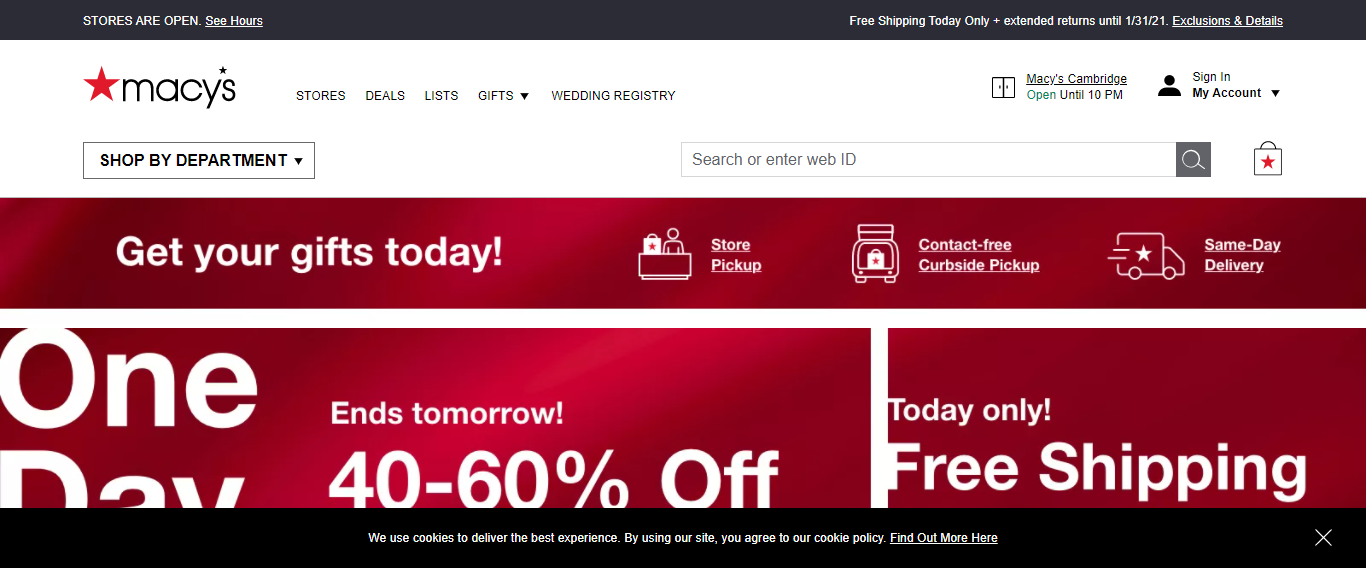 STORES ARE OPEN. See Hours
Free Shipping Today Only + extended returns until 1/31/21. Exclusions & Details
macy's
STORES
DEALS
LISTS
GIFTS
WEDDING REGISTRY
Macy's Cambridge
Open Until 10 PM
Sign In
My Account
SHOP BY DEPARTMENT
Search or enter web ID
Get your gifts today!
Store
Pickup
Contact-free
Curbside Pickup
Same-Day
Delivery
One
Day
Ends tomorrow!
40-60% Off
Today only!
Free Shipping
We use cookies to deliver the best experience. By using our site, you agree to our cookie policy. Find Out More Here